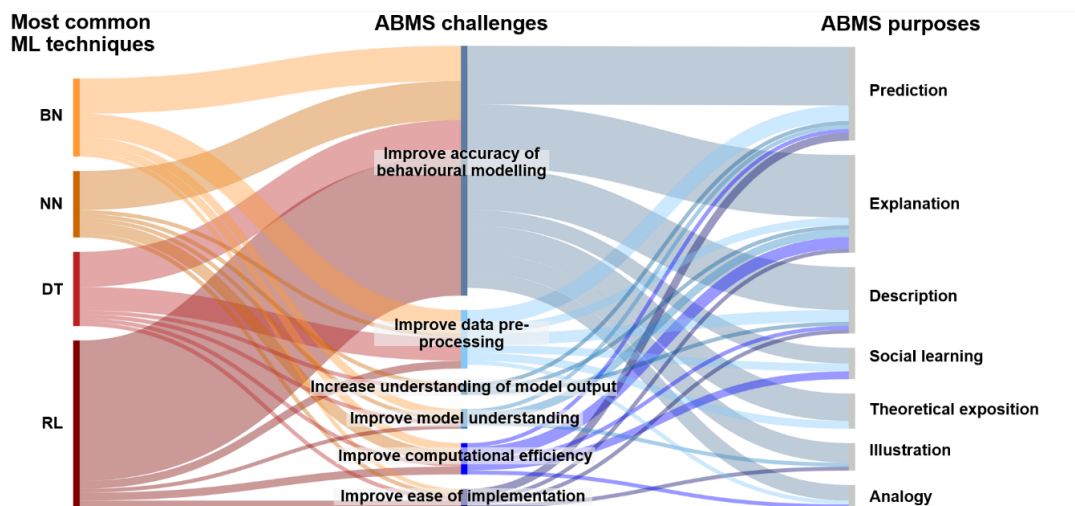 Most common
ML techniques
ABMS challenges
ABMS purposes
BN
NN
DT
RL
Improve accuracy of
behavioural modelling
Improve data pre-
processing
Increase understanding of model output
Improve model understanding
Improve computational efficiency
Improve ease of implementation
Prediction
Explanation
Description
Social learning
Theoretical exposition
Illustration
Analogy